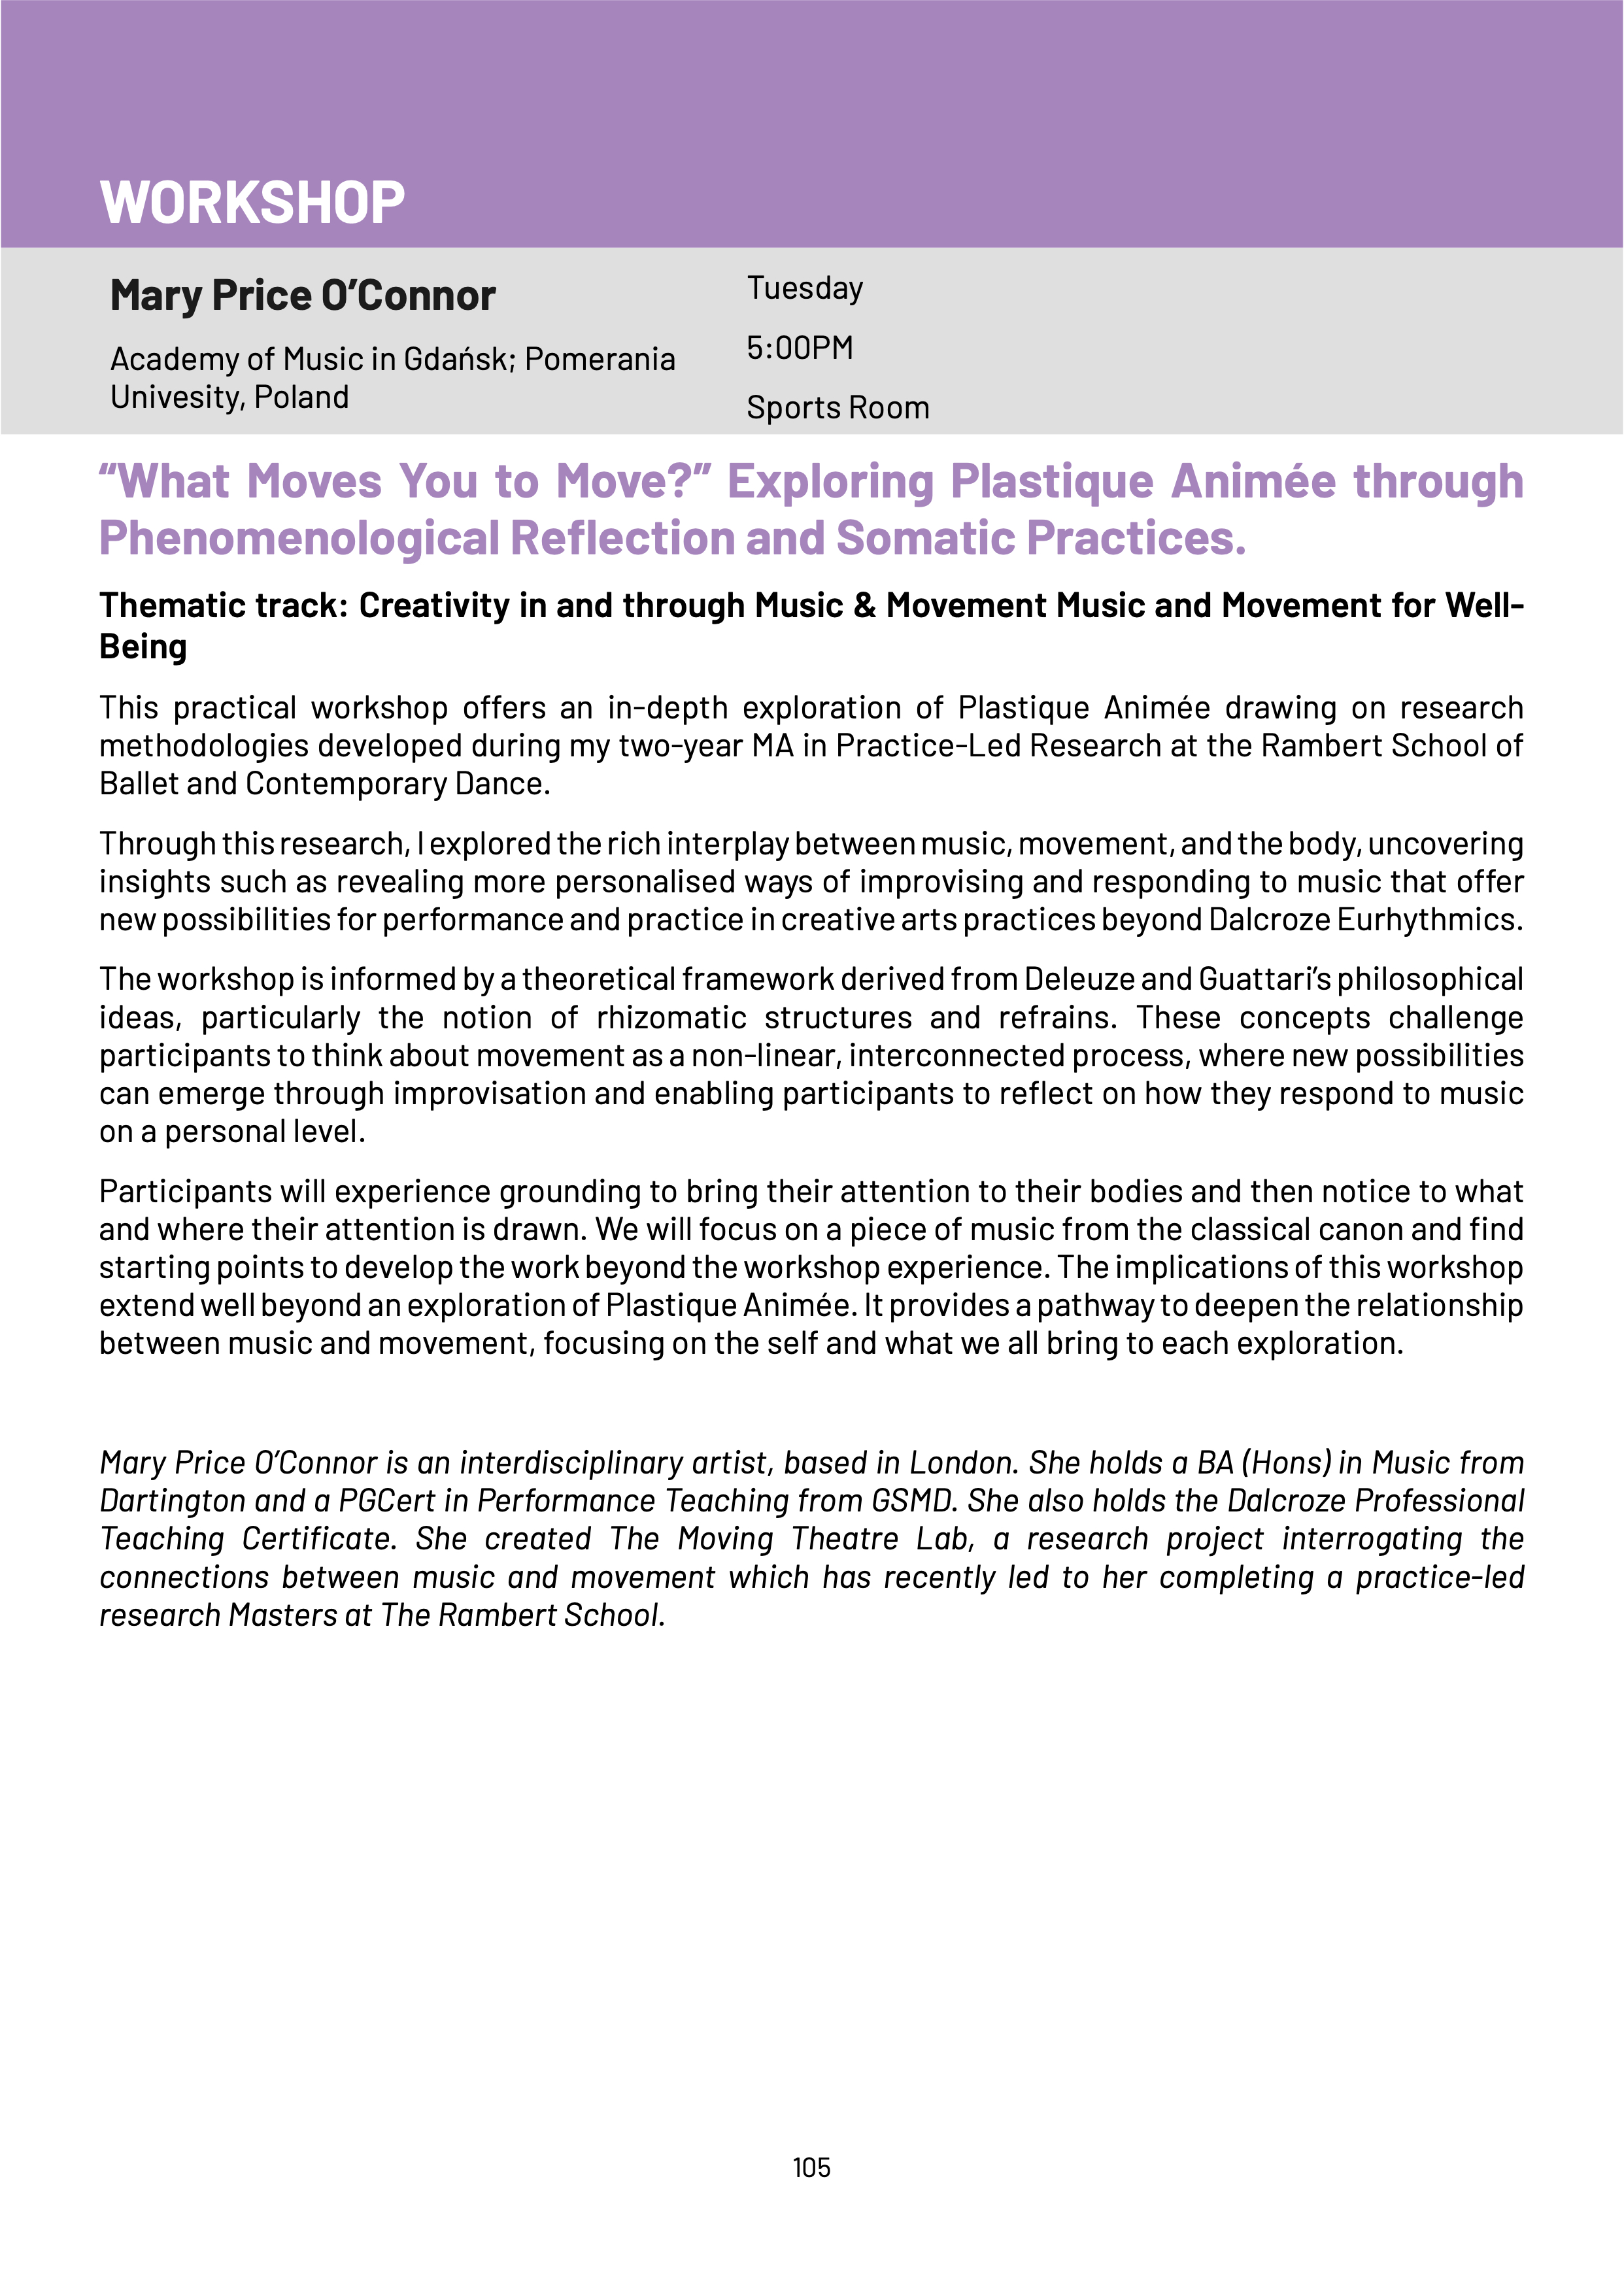 WORKSHOP
Mary Price O’Connor
Academy of Music in Gdańsk; Pomerania
Univesity, Poland
Tuesday
5:00PM
Sports Room
“What Moves You to Move?” Exploring Plastique Animée through
Phenomenological Reflection and Somatic Practices.
Thematic track: Creativity in and through Music & Movement Music and Movement for Well-
Being
This practical workshop offers an in-depth exploration of Plastique Animée drawing on research
methodologies developed during my two-year MA in Practice-Led Research at the Rambert School of
Ballet and Contemporary Dance.
Through this research, I explored the rich interplay between music, movement, and the body, uncovering
insights such as revealing more personalised ways of improvising and responding to music that offer
new possibilities for performance and practice in creative arts practices beyond Dalcroze Eurhythmics.
The workshop is informed by a theoretical framework derived from Deleuze and Guattari’s philosophical
ideas, particularly the notion of rhizomatic structures and refrains. These concepts challenge
participants to think about movement as a non-linear, interconnected process, where new possibilities
can emerge through improvisation and enabling participants to reflect on how they respond to music
on a personal level.
Participants will experience grounding to bring their attention to their bodies and then notice to what
and where their attention is drawn. We will focus on a piece of music from the classical canon and find
starting points to develop the work beyond the workshop experience. The implications of this workshop
extend well beyond an exploration of Plastique Animée. It provides a pathway to deepen the relationship
between music and movement, focusing on the self and what we all bring to each exploration.
Mary Price O’Connor is an interdisciplinary artist, based in London. She holds a BA (Hons) in Music from
Dartington and a PGCert in Performance Teaching from GSMD. She also holds the Dalcroze Professional
Teaching Certificate. She created The Moving Theatre Lab, a research project interrogating the
connections between music and movement which has recently led to her completing a practice-led
research Masters at The Rambert School.
105